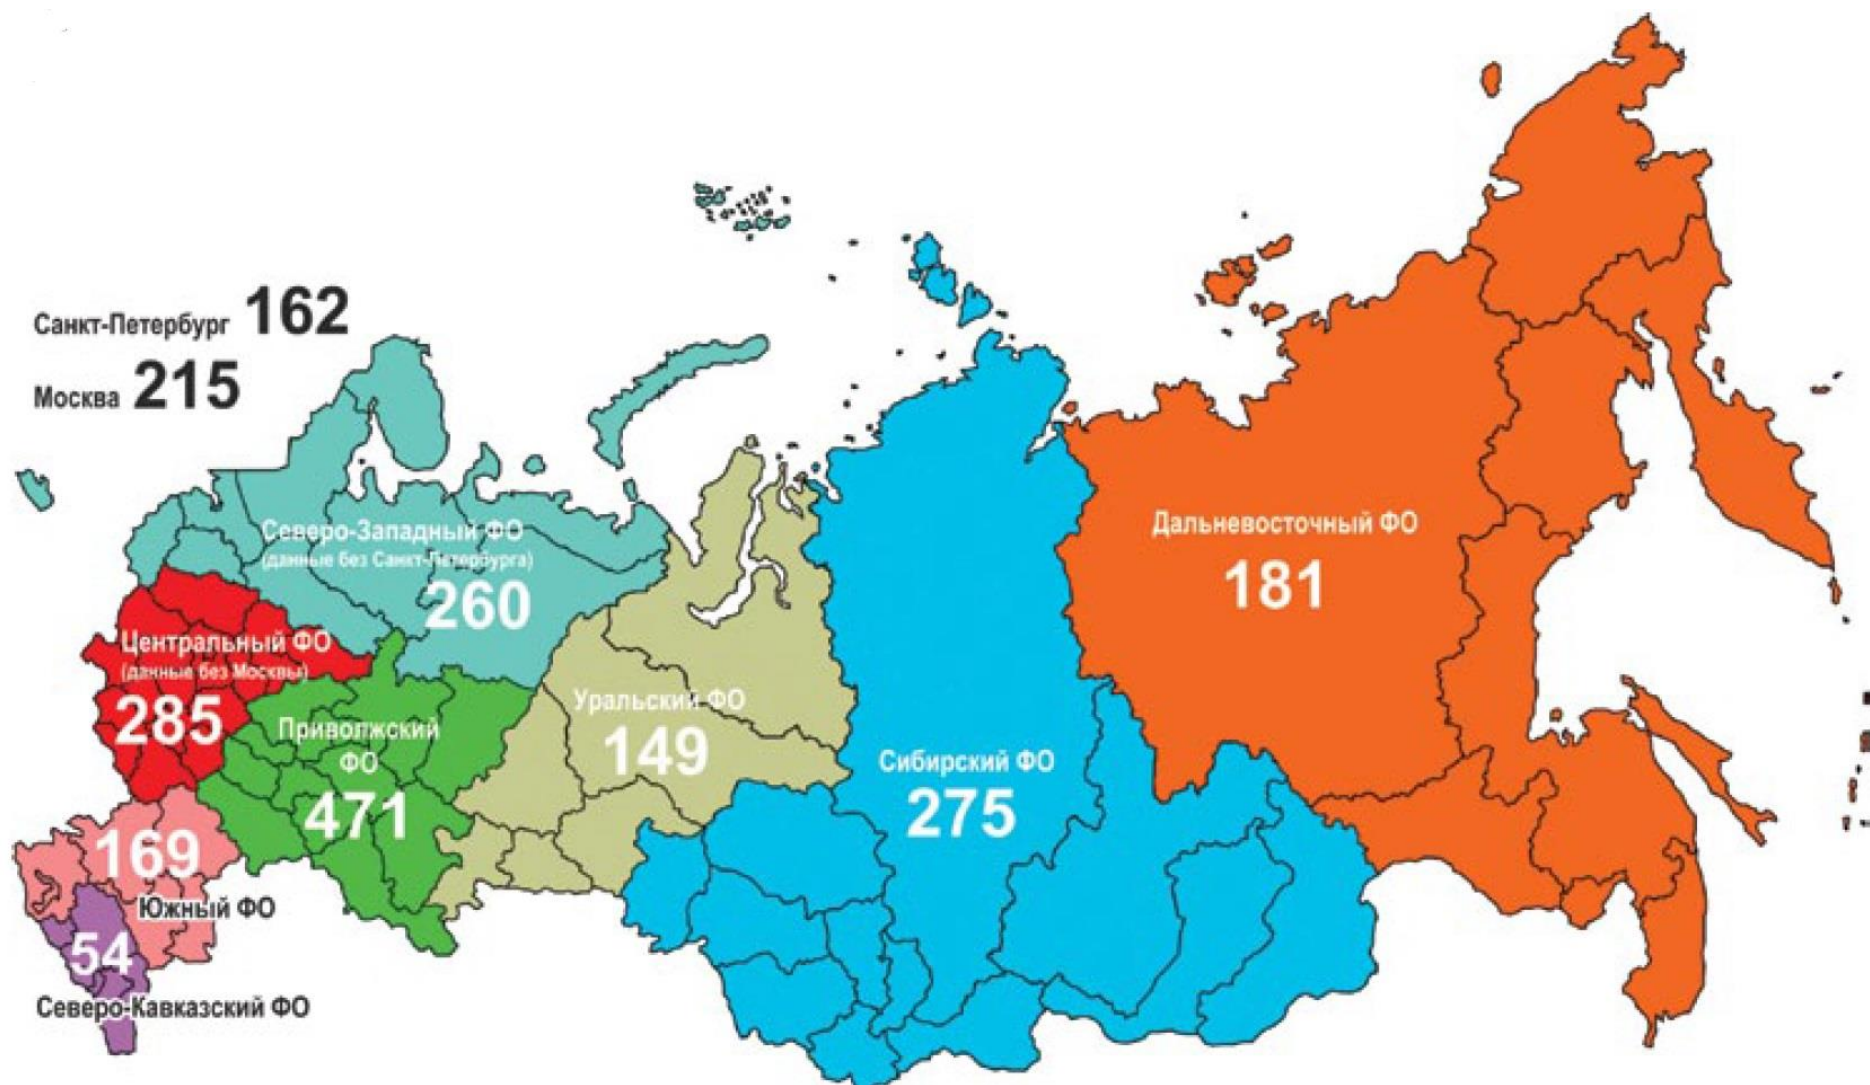 Санкт-Петербург 162
Москва 215
Северо-Западный ФО
(данные без Санкт-Петербурга)
260
Центральный ФО
(данные без Москвы)
285
Приволжский
ФО
471
Уральский ФО
149
Сибирский ФО
275
Дальневосточный ФО
181
169
Южный ФО
54
Северо-Кавказский ФО